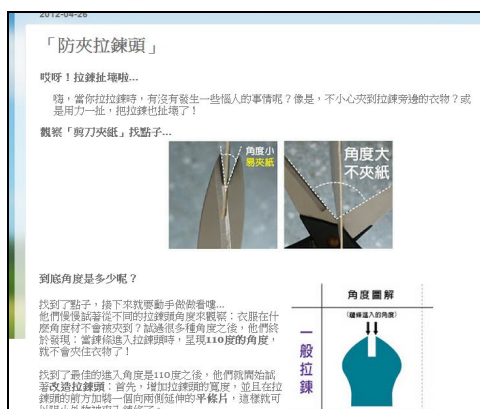 2012-04-26
「防夾拉鍊頭」
哎呀！拉鍊扯壞啦...
嗨，當你拉拉鍊時，有沒有發生一些惱人的事情呢？像是，不小心夾到拉鍊旁邊的衣物？或
是用力一扯，把拉鍊也扯壞了！
觀察「剪刀夾紙」找點子...
角度小
易夾紙
角度大
不夾紙
到底角度是多少呢？
找到了點子，接下來就要動手做做看嘍...
他們慢慢試著從不同的拉鍊頭角度來觀察：衣服在什
麼角度材不會被夾到？試過很多種角度之後，他們終
於發現：當鍊條進入拉鍊頭時，呈現110度的角度，
就不會夾住衣物了！
找到了最佳的進入角度是110度之後，他們就開始試
著改造拉鍊頭：首先，增加拉鍊頭的寬度，並且在拉
鍊頭的前方加裝一個向兩側延伸的平條片，這樣就可
角度圖解
(鏈條進入的角度)
一般拉鍊